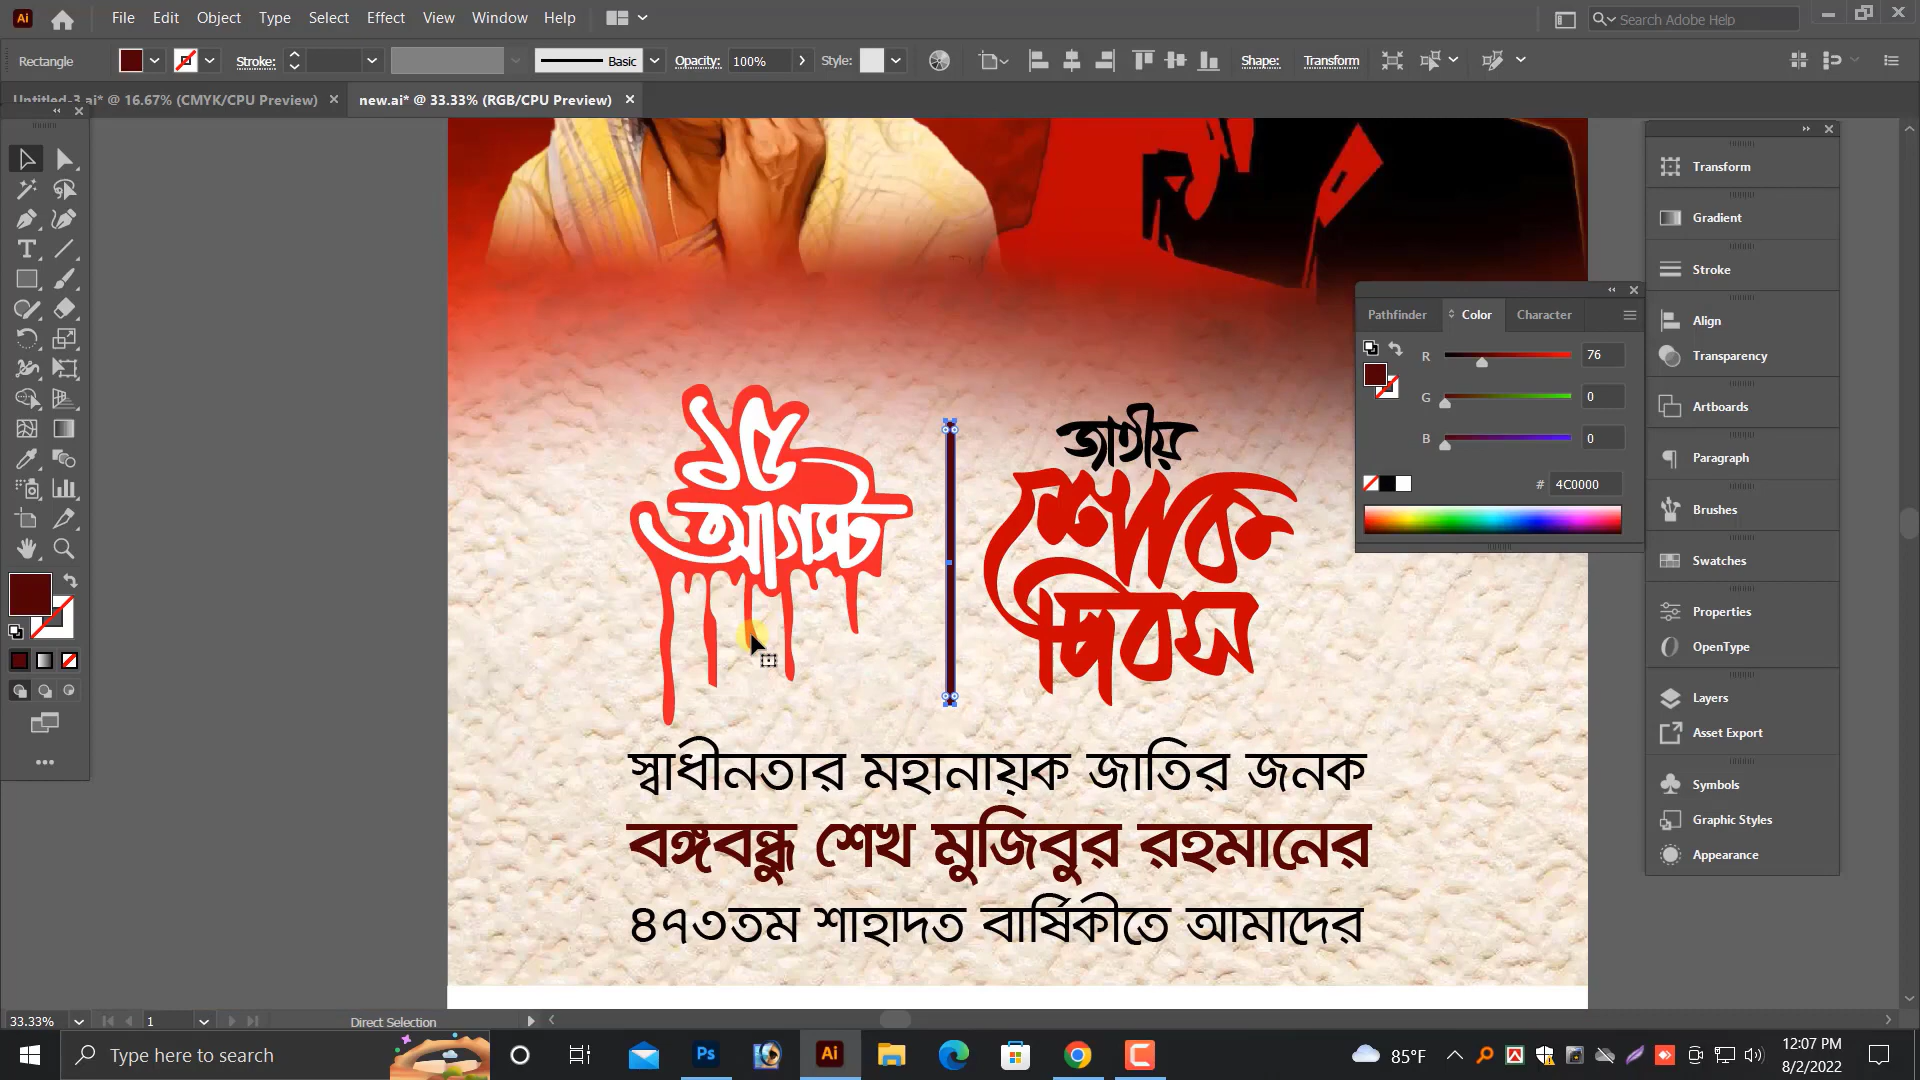 File Edit Object Type Select Effect View Window Help
Search Adobe Help
Rectangle Stroke: Basic Opacity: 100% Style: Shape: Transform
Untitled-3.ai* @ 16.67% (CMYK/CPU Preview) new.ai* @ 33.33% (RGB/CPU Preview)
Transform
Gradient
Stroke
Align
Transparency
Artboards
Paragraph
Brushes
Swatches
Properties
OpenType
Layers
Asset Export
Symbols
Graphic Styles
Appearance
Pathfinder Color Character
R 76
G 0
B 0
# 4C0000
১৫
আগস্ট
জাতীয়
শোক
দিবস
স্বাধীনতার মহানায়ক জাতির জনক
বঙ্গবন্ধু শেখ মুজিবুর রহমানের
৪৭৩তম শাহাদত বার্ষিকীতে আমাদের
33.33% 1 Direct Selection
Type here to search
85°F
12:07 PM
8/2/2022